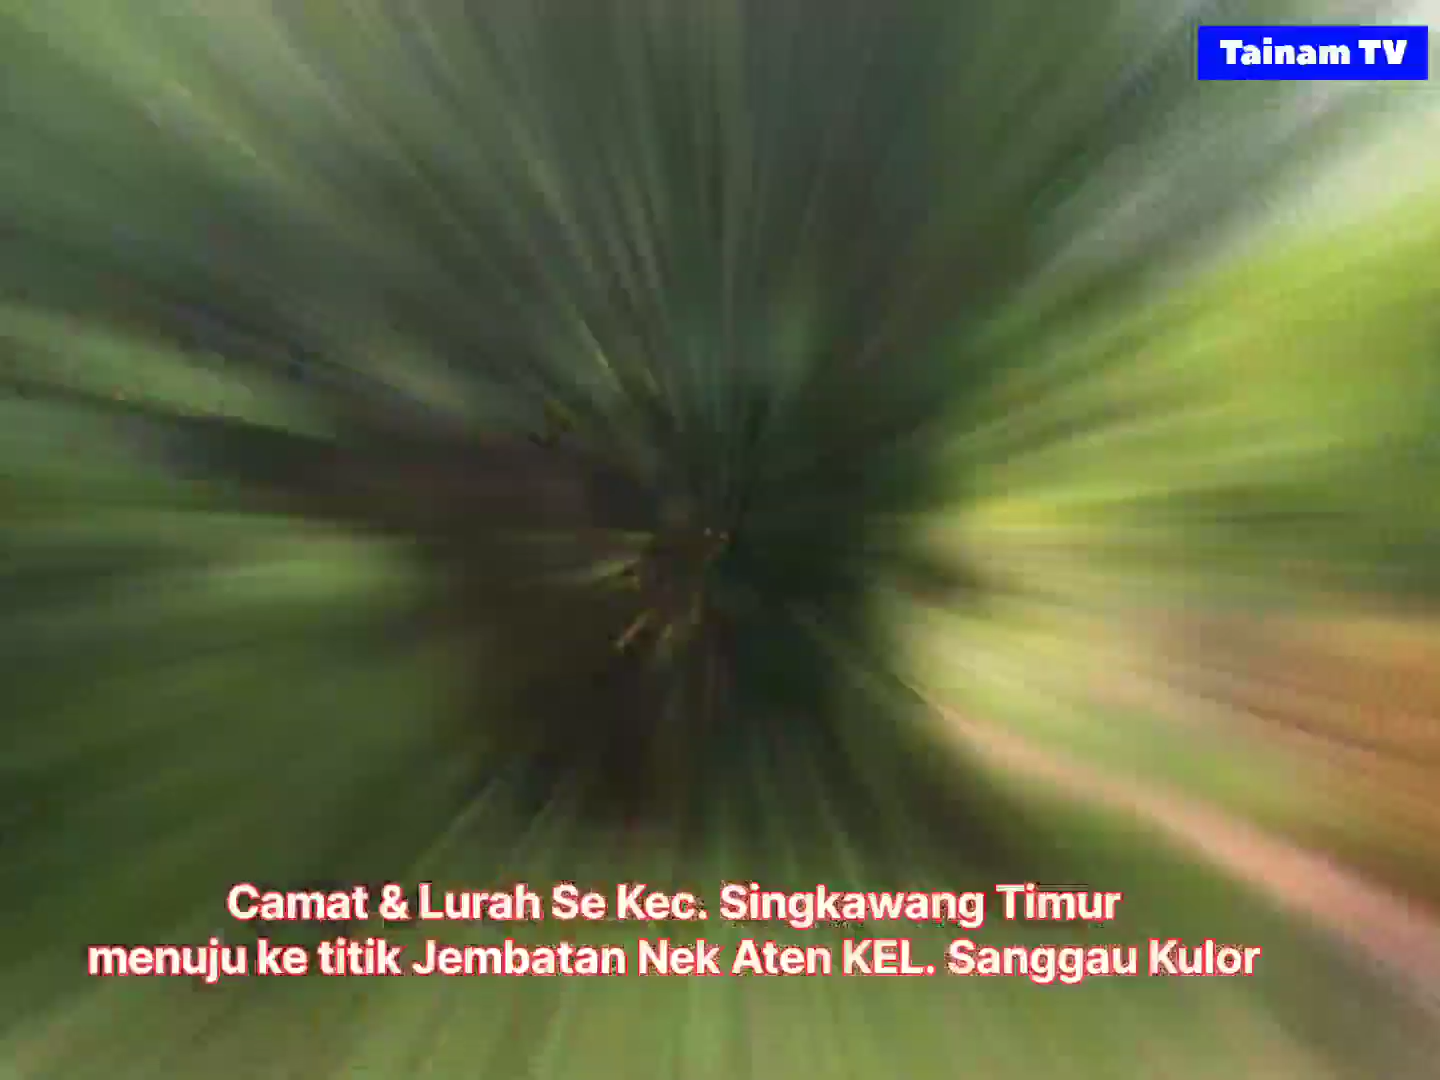 Tainam TV
Camat & Lurah Se Kec. Singkawang Timur
menuju ke titik Jembatan Nek Aten KEL. Sanggau Kulor